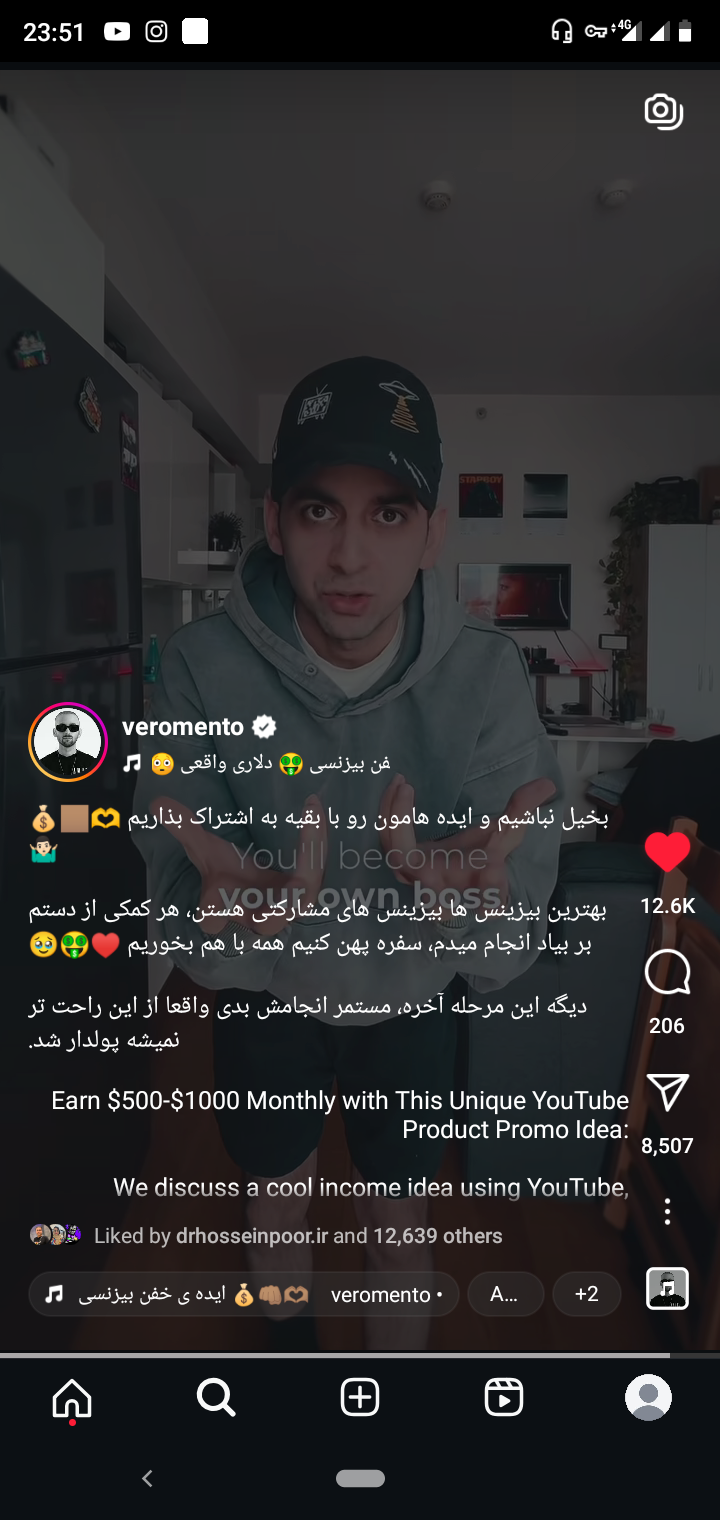 23:51
4G
STARBOY
veromento
فن بیزنسی 🤑 دلاری واقعی 😳
بخیل نباشیم و ایده هامون رو با بقیه به اشتراک بذاریم 🫶🏽💰
🤷🏻‍♂️
You'll become
your own boss
بهترین بیزینس ها بیزینس های مشارکتی هستن، هر کمکی از دستم
بر بیاد انجام میدم، سفره پهن کنیم همه با هم بخوریم ♥️🤑🥹
دیگه این مرحله آخره، مستمر انجامش بدی واقعا از این راحت تر
نمیشه پولدار شد.
12.6K
206
8,507
Earn $500-$1000 Monthly with This Unique YouTube
Product Promo Idea:
We discuss a cool income idea using YouTube,
Liked by drhosseinpoor.ir and 12,639 others
ایده ی خفن بیزنسی 💰👊🏽🫶🏽 veromento •
A...
+2